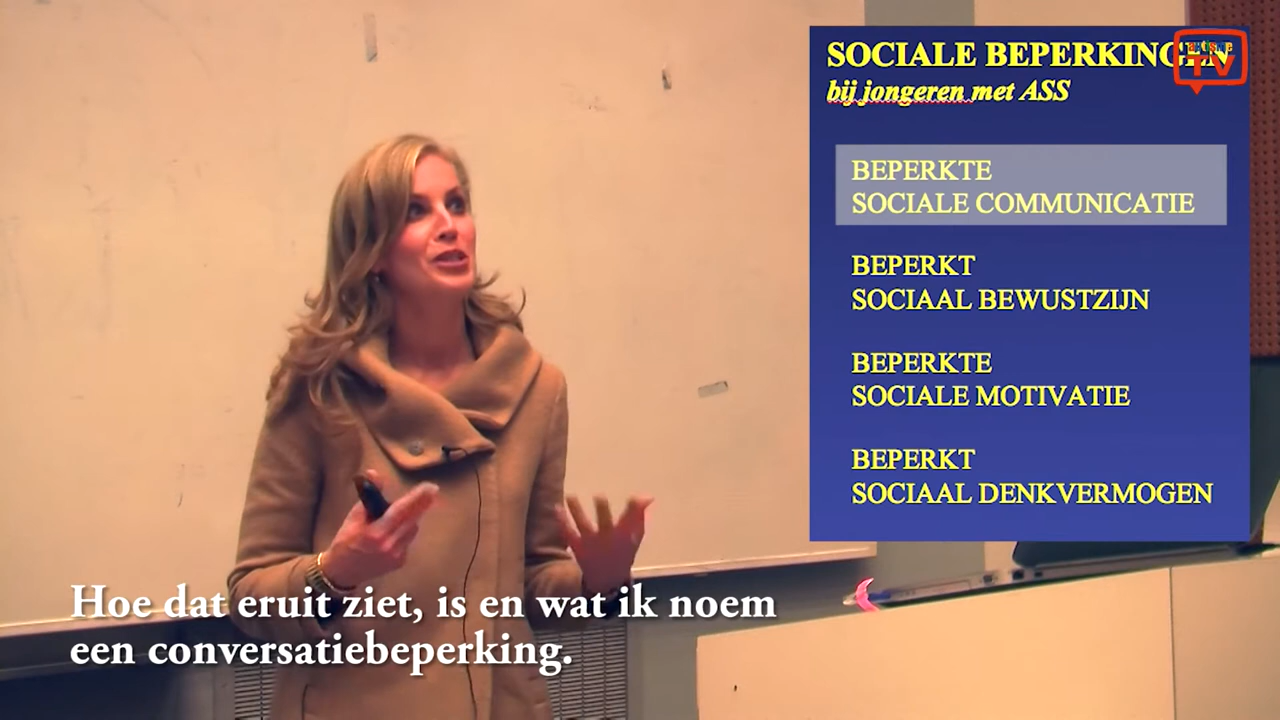 SOCIALE BEPERKINGEN
autisme
TV
bij jongeren met ASS
BEPERKTE
SOCIALE COMMUNICATIE
BEPERKT
SOCIAAL BEWUSTZIJN
BEPERKTE
SOCIALE MOTIVATIE
BEPERKT
SOCIAAL DENKVERMOGEN
Hoe dat eruit ziet, is en wat ik noem
een conversatiebeperking.